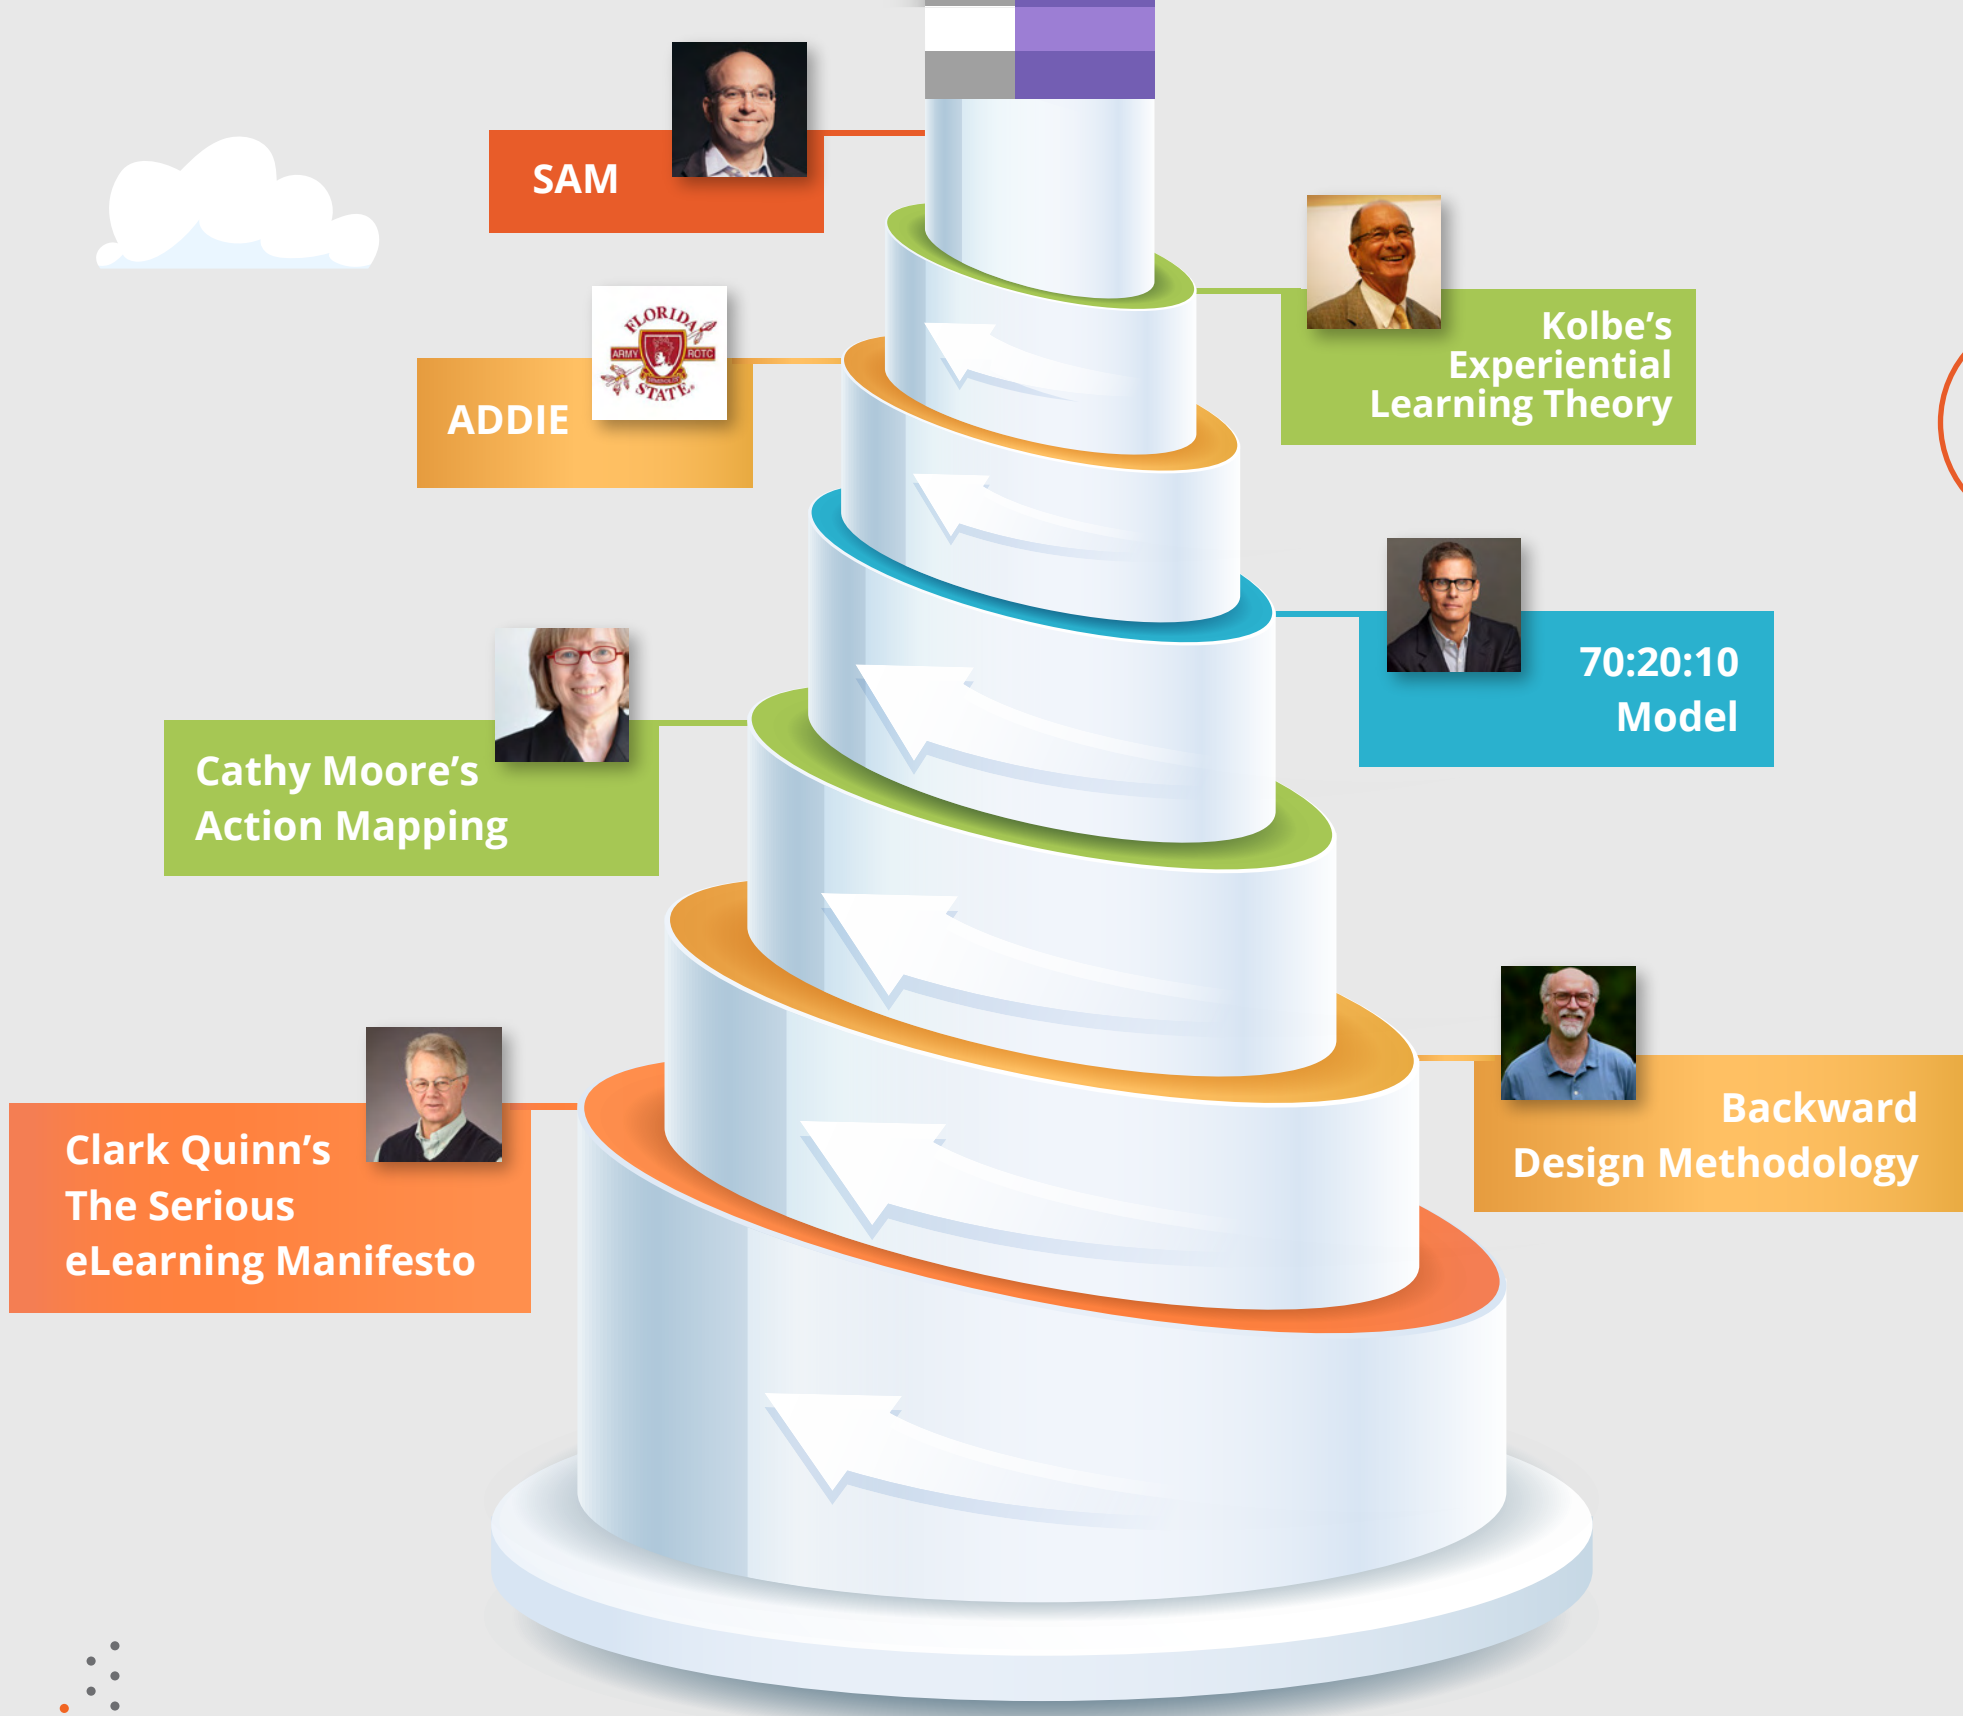 SAM
Kolbe's
Experiential
Learning Theory
FLORIDA
ARMY ROTC
STATE
ADDIE
70:20:10
Model
Cathy Moore's
Action Mapping
Backward
Design Methodology
Clark Quinn's
The Serious
eLearning Manifesto